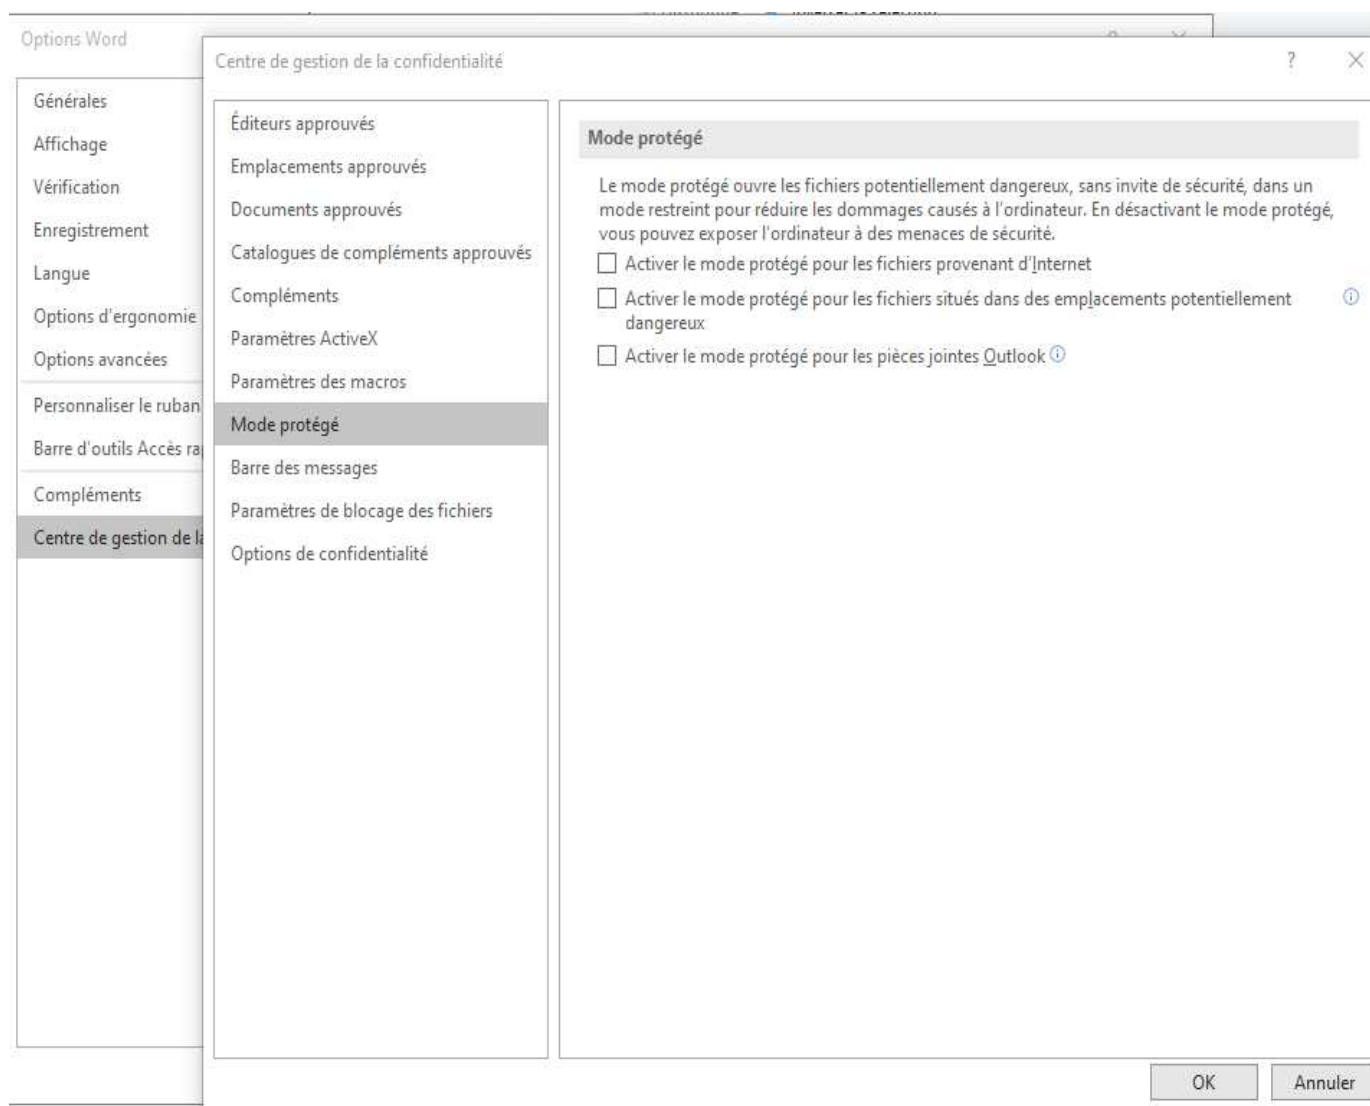 Options Word
Centre de gestion de la confidentialité
?
Générales
Affichage
Vérification
Enregistrement
Langue
Options d'ergonomie
Options avancées
Personnaliser le ruban
Barre d'outils Accès ra
Compléments
Centre de gestion de la
Éditeurs approuvés
Emplacements approuvés
Documents approuvés
Catalogues de compléments approuvés
Compléments
Paramètres ActiveX
Paramètres des macros
Mode protégé
Barre des messages
Paramètres de blocage des fichiers
Options de confidentialité
Mode protégé
Le mode protégé ouvre les fichiers potentiellement dangereux, sans invite de sécurité, dans un
mode restreint pour réduire les dommages causés à l'ordinateur. En désactivant le mode protégé,
vous pouvez exposer l'ordinateur à des menaces de sécurité.
Activer le mode protégé pour les fichiers provenant d'Internet
Activer le mode protégé pour les fichiers situés dans des emplacements potentiellement
dangereux
Activer le mode protégé pour les pièces jointes Outlook
OK
Annuler